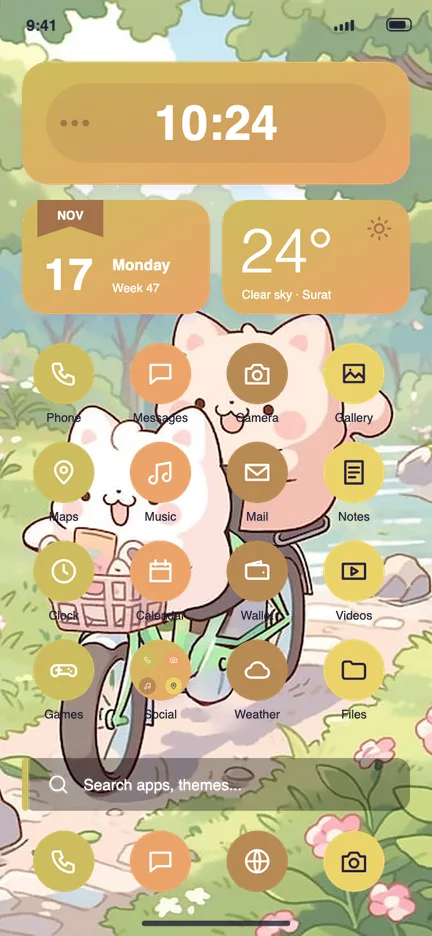 9:41
10:24
NOV
17
Monday
Week 47
24°
Clear sky · Surat
Phone Messages Camera Gallery
Maps Music Mail Notes
Clock Calendar Wallet Videos
Games Social Weather Files
Search apps, themes...